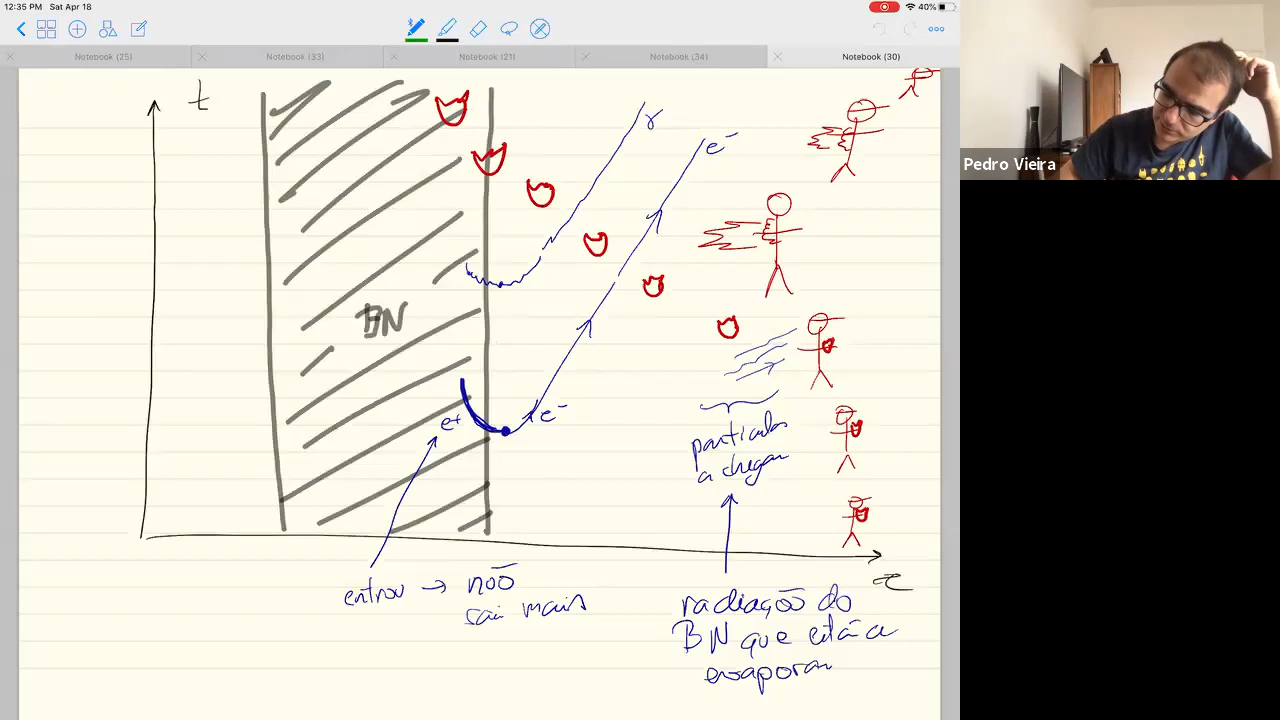 12:35 PM Sat Apr 18
40%
Notebook (25)
Notebook (33)
Notebook (21)
Notebook (34)
Notebook (30)
Pedro Vieira
t
γ
e⁻
BN
e+
e⁻
particulas
a chegar
x
entrou → não
sai mais
radiação do
BN que está a
evaporar